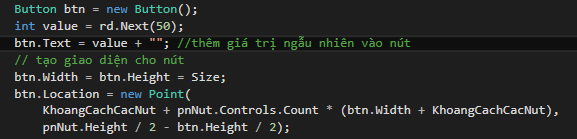 Button btn = new Button();
int value = rd.Next(50);
btn.Text = value + ""; //thêm giá trị ngẫu nhiên vào nút
// tạo giao diện cho nút
btn.Width = btn.Height = Size;
btn.Location = new Point(
KhoangCachCacNut + pnNut.Controls.Count * (btn.Width + KhoangCachCacNut),
pnNut.Height / 2 - btn.Height / 2);